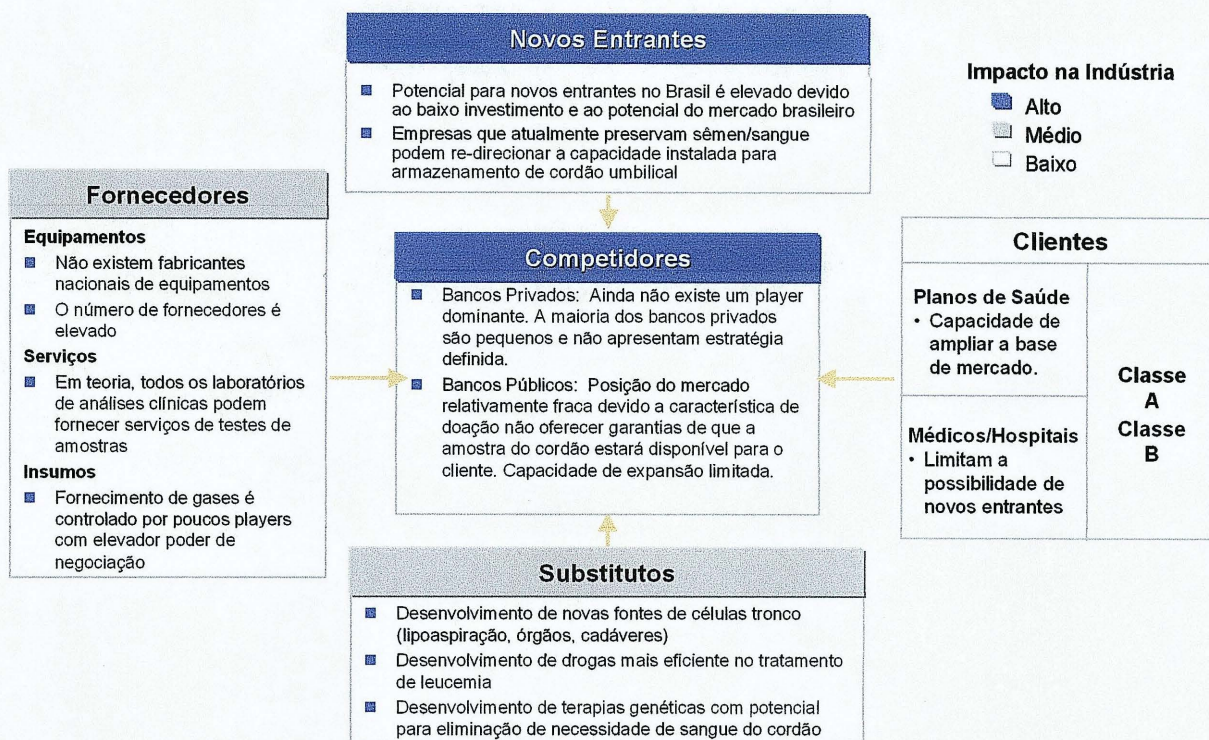 Novos Entrantes
Potencial para novos entrantes no Brasil é elevado devido
ao baixo investimento e ao potencial do mercado brasileiro
Empresas que atualmente preservam sêmen/sangue
podem re-direcionar a capacidade instalada para
armazenamento de cordão umbilical
Impacto na Indústria
Alto
Médio
Baixo
Fornecedores
Equipamentos
Não existem fabricantes
nacionais de equipamentos
O número de fornecedores é
elevado
Serviços
Em teoria, todos os laboratórios
de análises clínicas podem
fornecer serviços de testes de
amostras
Insumos
Fornecimento de gases é
controlado por poucos players
com elevador poder de
negociação
Competidores
Bancos Privados: Ainda não existe um player
dominante. A maioria dos bancos privados
são pequenos e não apresentam estratégia
definida.
Bancos Públicos: Posição do mercado
relativamente fraca devido a característica de
doação não oferecer garantias de que a
amostra do cordão estará disponível para o
cliente. Capacidade de expansão limitada.
Clientes
Planos de Saúde
• Capacidade de
ampliar a base
de mercado.
Médicos/Hospitais
• Limitam a
possibilidade de
novos entrantes
Classe
A
Classe
B
Substitutos
Desenvolvimento de novas fontes de células tronco
(lipoaspiração, órgãos, cadáveres)
Desenvolvimento de drogas mais eficiente no tratamento
de leucemia
Desenvolvimento de terapias genéticas com potencial
para eliminação de necessidade de sangue do cordão